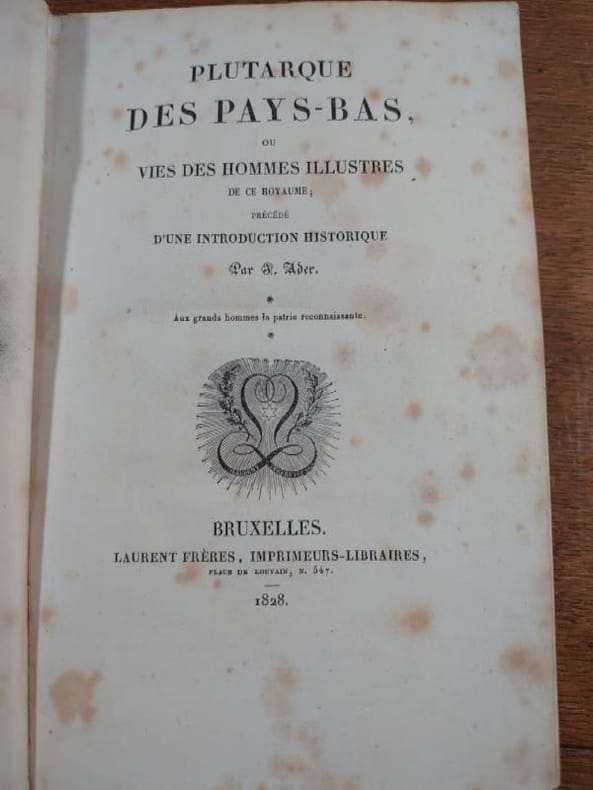 PLUTARQUE
DES PAYS-BAS,
OU
VIES DES HOMMES ILLUSTRES
DE CE ROYAUME;
PRÉCÉDÉ
D'UNE INTRODUCTION HISTORIQUE
Par J. Ader.
*
Aux grands hommes la patrie reconnaissante.
*
LAURENT
BRUXELLES.
LAURENT FRÈRES, IMPRIMEURS-LIBRAIRES,
PLACE DE LOUVAIN, N. 547.
1828.